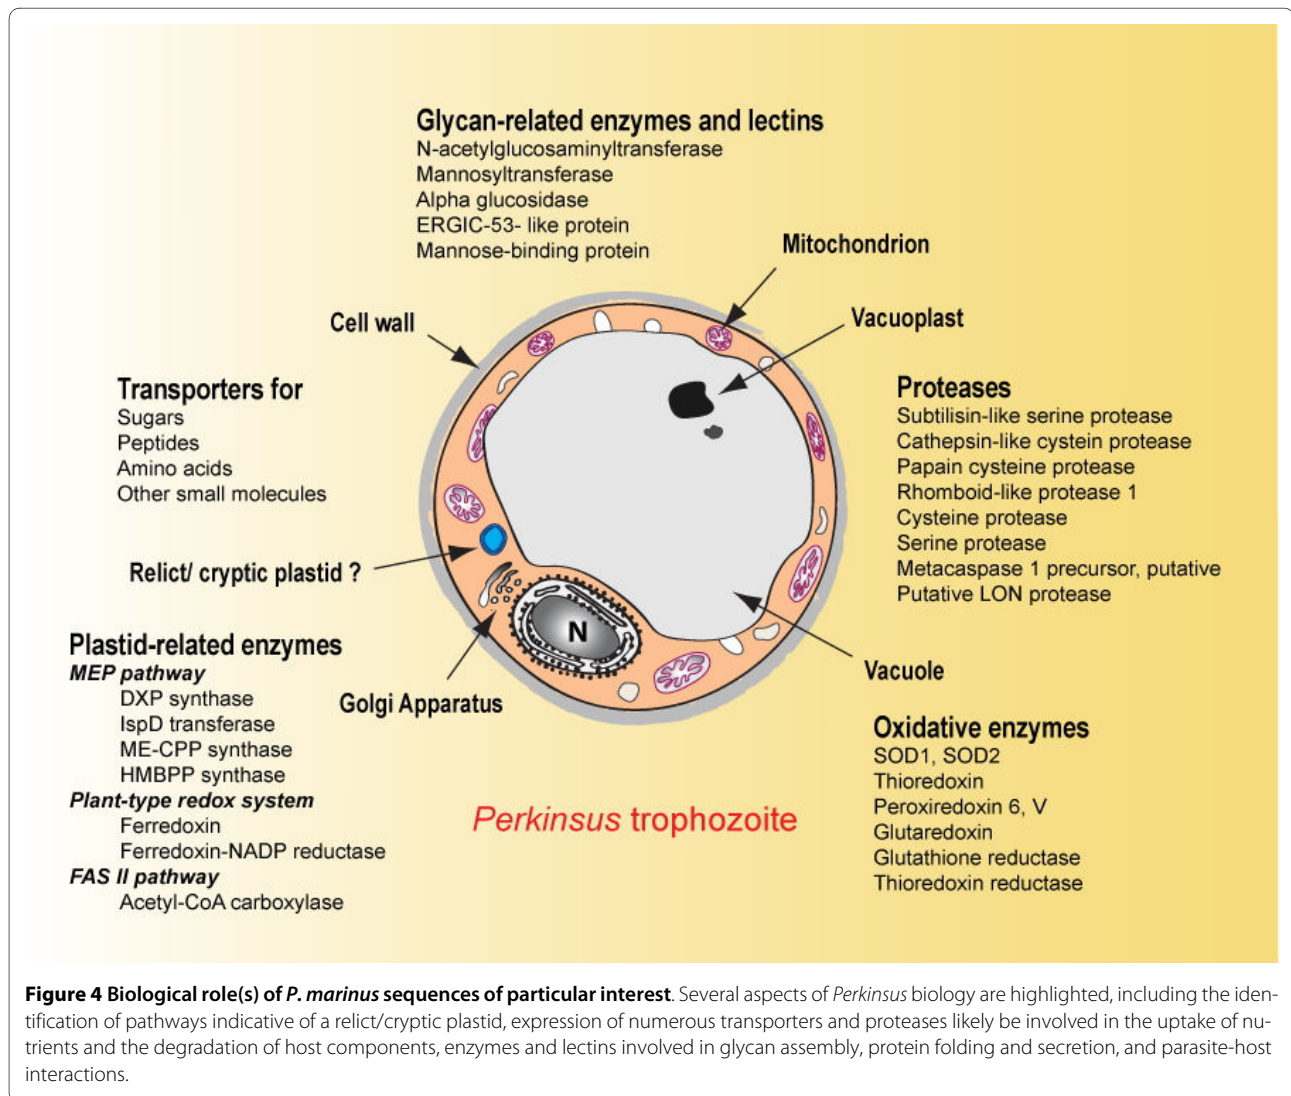 Glycan-related enzymes and lectins
N-acetylglucosaminyltransferase
Mannosyltransferase
Alpha glucosidase
ERGIC-53- like protein
Mannose-binding protein
Mitochondrion
Vacuoplast
Cell wall
Transporters for
Sugars
Peptides
Amino acids
Other small molecules
Proteases
Subtilisin-like serine protease
Cathepsin-like cystein protease
Papain cysteine protease
Rhomboid-like protease 1
Cysteine protease
Serine protease
Metacaspase 1 precursor, putative
Putative LON protease
Relict/ cryptic plastid ?
N
Plastid-related enzymes
MEP pathway
DXP synthase
IspD transferase
ME-CPP synthase
HMBPP synthase
Plant-type redox system
Ferredoxin
Ferredoxin-NADP reductase
FAS II pathway
Acetyl-CoA carboxylase
Golgi Apparatus
Vacuole
Oxidative enzymes
SOD1, SOD2
Thioredoxin
Peroxiredoxin 6, V
Glutaredoxin
Glutathione reductase
Thioredoxin reductase
Perkinsus trophozoite
Figure 4 Biological role(s) of P. marinus sequences of particular interest. Several aspects of Perkinsus biology are highlighted, including the iden-
tification of pathways indicative of a relict/cryptic plastid, expression of numerous transporters and proteases likely be involved in the uptake of nu-
trients and the degradation of host components, enzymes and lectins involved in glycan assembly, protein folding and secretion, and parasite-host
interactions.